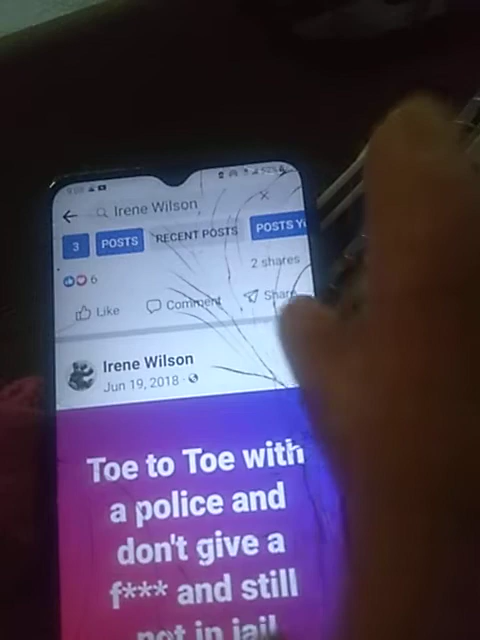 Irene Wilson
3 POSTS RECENT POSTS POSTS Y
6
2 shares
Like Comment Share
Irene Wilson
Jun 19, 2018
Toe to Toe with
a police and
don't give a
f*** and still
not in jail